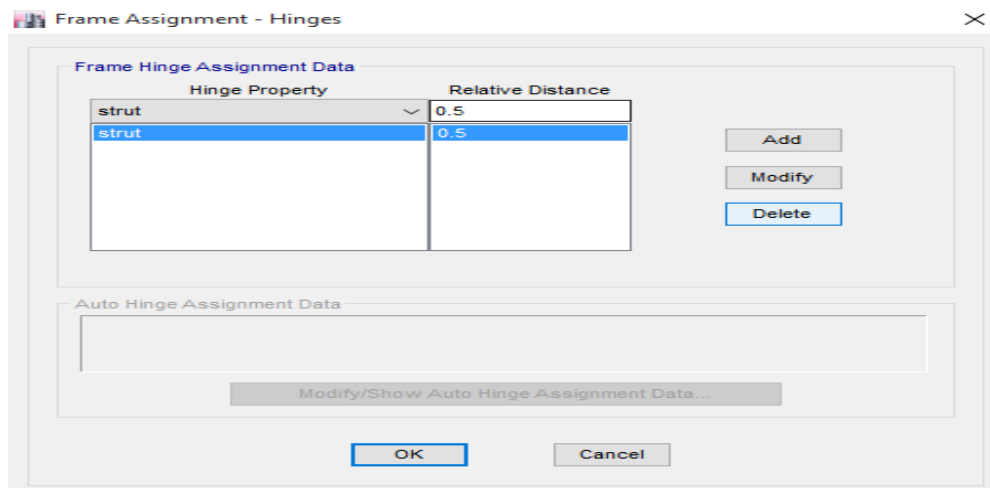 Frame Assignment - Hinges
Frame Hinge Assignment Data
Hinge Property Relative Distance
strut 0.5
strut 0.5
Add
Modify
Delete
Auto Hinge Assignment Data
Modify/Show Auto Hinge Assignment Data...
OK Cancel